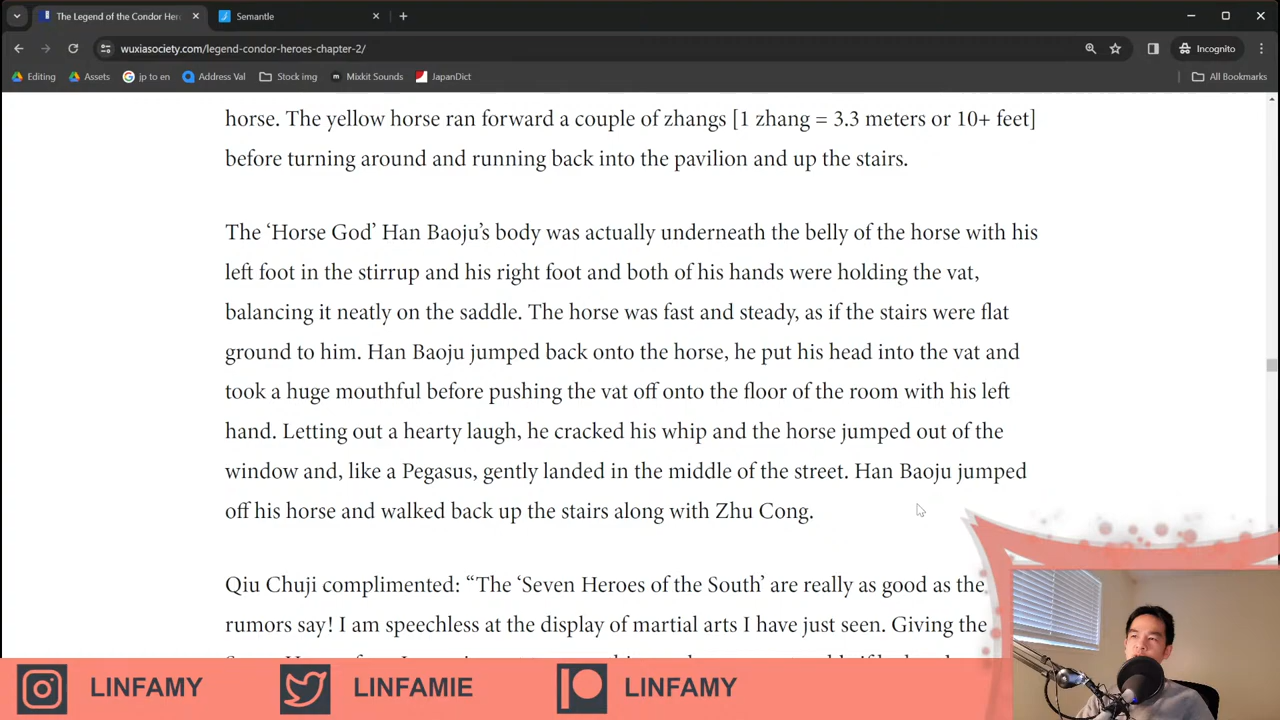 The Legend of the Condor Her
Semantle
wuxiasociety.com/legend-condor-heroes-chapter-2/
Incognito
Editing
Assets
jp to en
Address Val
Stock img
Mixkit Sounds
JapanDict
All Bookmarks
horse. The yellow horse ran forward a couple of zhangs [1 zhang = 3.3 meters or 10+ feet]
before turning around and running back into the pavilion and up the stairs.
The ‘Horse God’ Han Baoju’s body was actually underneath the belly of the horse with his
left foot in the stirrup and his right foot and both of his hands were holding the vat,
balancing it neatly on the saddle. The horse was fast and steady, as if the stairs were flat
ground to him. Han Baoju jumped back onto the horse, he put his head into the vat and
took a huge mouthful before pushing the vat off onto the floor of the room with his left
hand. Letting out a hearty laugh, he cracked his whip and the horse jumped out of the
window and, like a Pegasus, gently landed in the middle of the street. Han Baoju jumped
off his horse and walked back up the stairs along with Zhu Cong.
Qiu Chuji complimented: “The ‘Seven Heroes of the South’ are really as good as the
rumors say! I am speechless at the display of martial arts I have just seen. Giving the
LINFAMY
LINFAMIE
LINFAMY